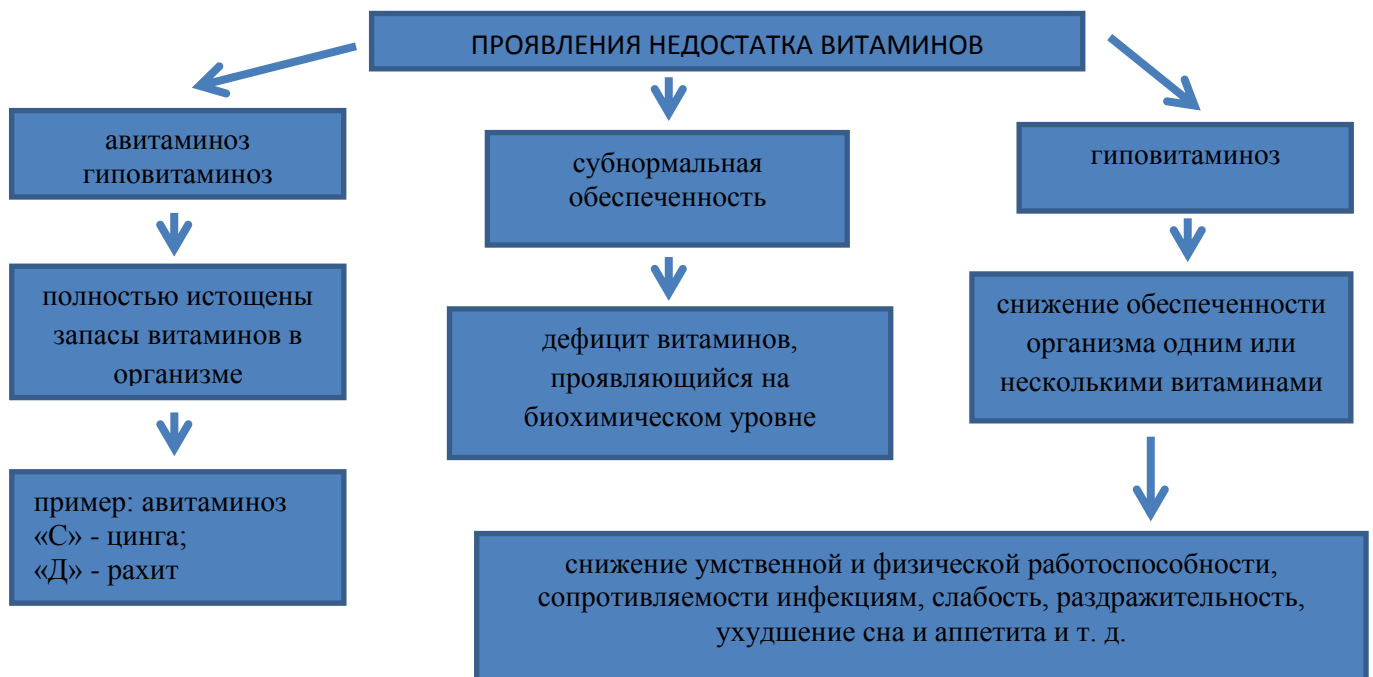 ПРОЯВЛЕНИЯ НЕДОСТАТКА ВИТАМИНОВ
авитаминоз
гиповитаминоз
полностью истощены
запасы витаминов в
организме
пример: авитаминоз
«С» - цинга;
«Д» - рахит
субнормальная
обеспеченность
дефицит витаминов,
проявляющийся на
биохимическом уровне
гиповитаминоз
снижение обеспеченности
организма одним или
несколькими витаминами
снижение умственной и физической работоспособности,
сопротивляемости инфекциям, слабость, раздражительность,
ухудшение сна и аппетита и т. д.